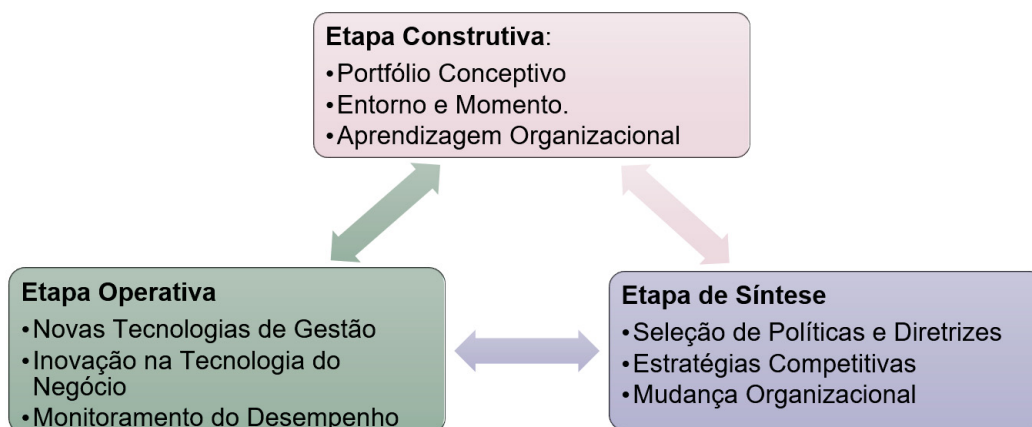 Etapa Construtiva:
•Portfólio Conceptivo
•Entorno e Momento.
•Aprendizagem Organizacional
Etapa Operativa
•Novas Tecnologias de Gestão
•Inovação na Tecnologia do
Negócio
•Monitoramento do Desempenho
Etapa de Síntese
•Seleção de Políticas e Diretrizes
•Estratégias Competitivas
•Mudança Organizacional